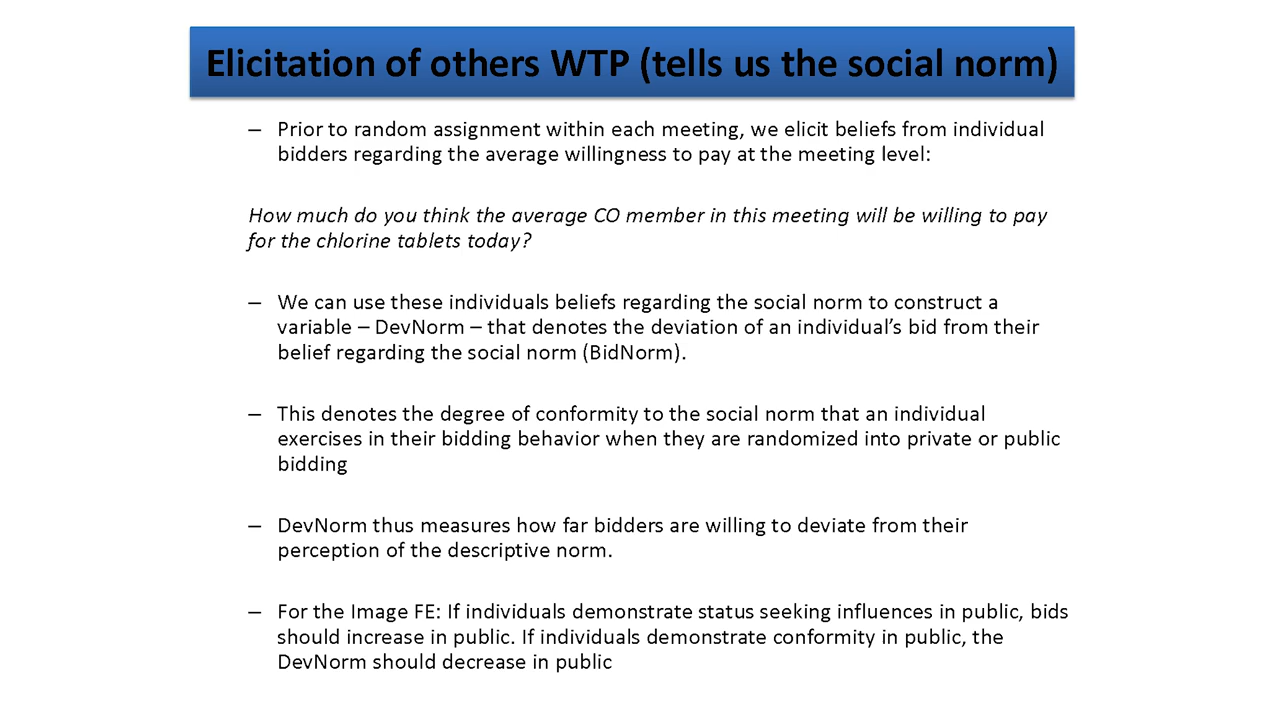 Elicitation of others WTP (tells us the social norm)
– Prior to random assignment within each meeting, we elicit beliefs from individual
bidders regarding the average willingness to pay at the meeting level:
How much do you think the average CO member in this meeting will be willing to pay
for the chlorine tablets today?
– We can use these individuals beliefs regarding the social norm to construct a
variable – DevNorm – that denotes the deviation of an individual’s bid from their
belief regarding the social norm (BidNorm).
– This denotes the degree of conformity to the social norm that an individual
exercises in their bidding behavior when they are randomized into private or public
bidding
– DevNorm thus measures how far bidders are willing to deviate from their
perception of the descriptive norm.
– For the Image FE: If individuals demonstrate status seeking influences in public, bids
should increase in public. If individuals demonstrate conformity in public, the
DevNorm should decrease in public